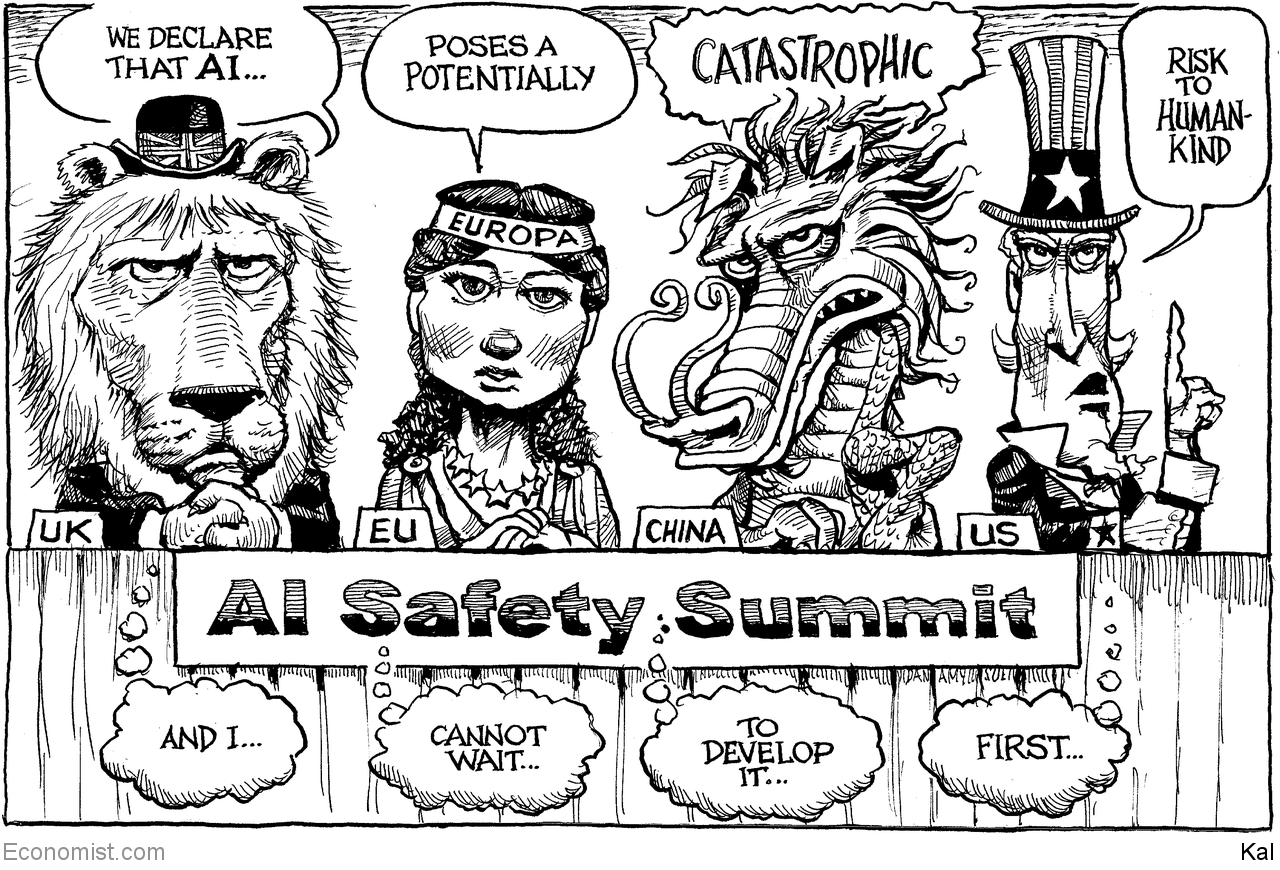 WE DECLARE
THAT AI...
POSES A
POTENTIALLY
CATASTROPHIC
RISK
TO
HUMAN-
KIND
EUROPA
UK
EU
CHINA
US
AI Safety Summit
AND I...
CANNOT
WAIT...
TO
DEVELOP
IT...
FIRST...
Economist.com
Kal